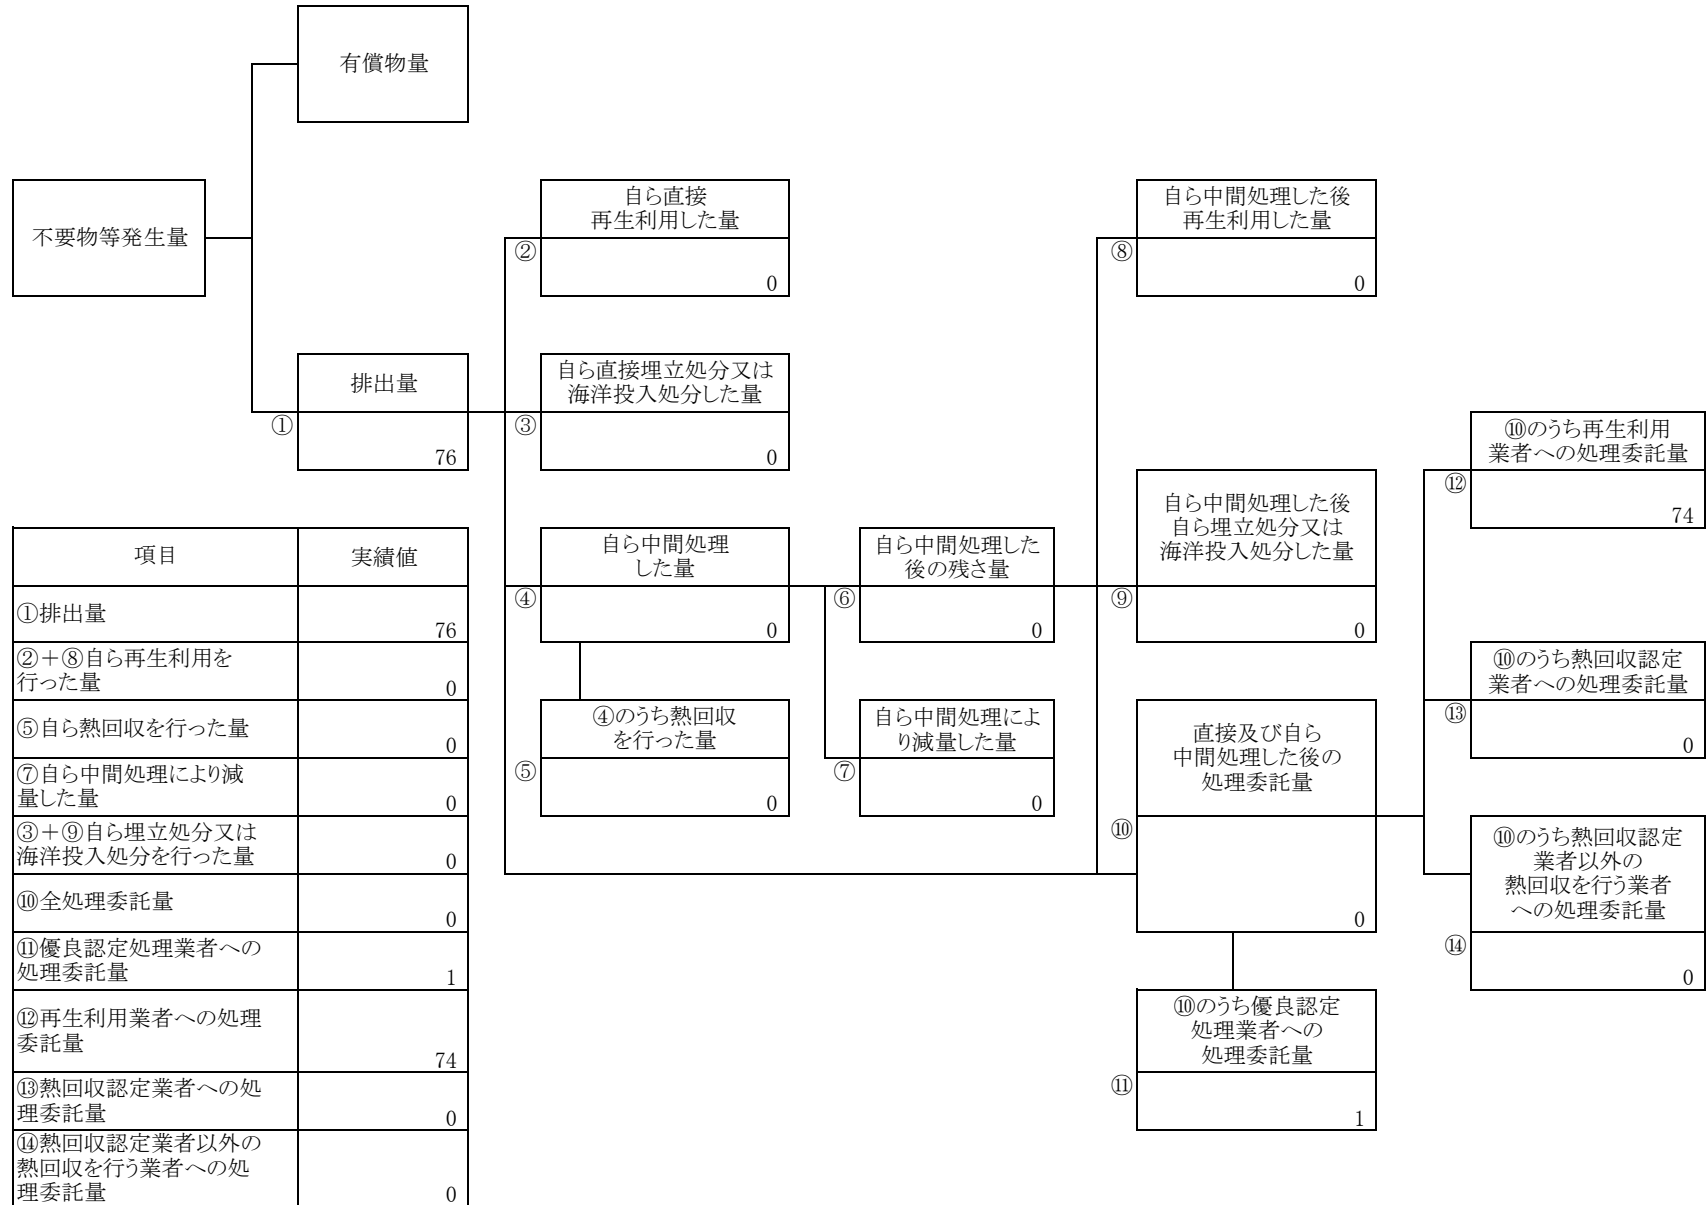 有償物量
不要物等発生量
自ら直接
再生利用した量
②
0
自ら中間処理した後
再生利用した量
⑧
0
排出量
①
76
自ら直接埋立処分又は
海洋投入処分した量
③
0
⑩のうち再生利用
業者への処理委託量
⑫
74
自ら中間処理
した量
④
0
自ら中間処理した
後の残さ量
⑥
0
自ら中間処理した後
自ら埋立処分又は
海洋投入処分した量
⑨
0
⑩のうち熱回収認定
業者への処理委託量
⑬
0
④のうち熱回収
を行った量
⑤
0
自ら中間処理によ
り減量した量
⑦
0
直接及び自ら
中間処理した後の
処理委託量
⑩
0
⑩のうち熱回収認定
業者以外の
熱回収を行う業者
への処理委託量
⑭
0
⑩のうち優良認定
処理業者への
処理委託量
⑪
1
項目 実績値
①排出量
76
②＋⑧自ら再生利用を
行った量 0
⑤自ら熱回収を行った量
0
⑦自ら中間処理により減
量した量 0
③＋⑨自ら埋立処分又は
海洋投入処分を行った量 0
⑩全処理委託量
0
⑪優良認定処理業者への
処理委託量 1
⑫再生利用業者への処理
委託量
74
⑬熱回収認定業者への処
理委託量 0
⑭熱回収認定業者以外の
熱回収を行う業者への処
理委託量 0